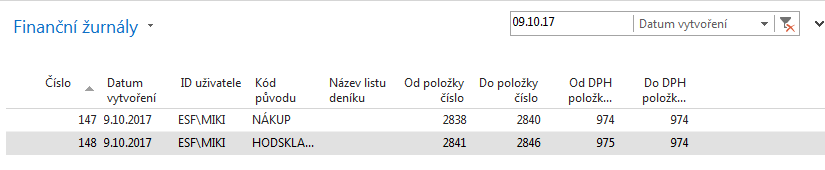 Finanční žurnály
09.10.17 Datum vytvoření
Číslo Datum vytvoření ID uživatele Kód původu Název listu deníku Od položky číslo Do položky číslo Od DPH položk... Do DPH položk...
147 9.10.2017 ESF\MIKI NÁKUP 2838 2840 974 974
148 9.10.2017 ESF\MIKI HODSKLA... 2841 2846 975 974